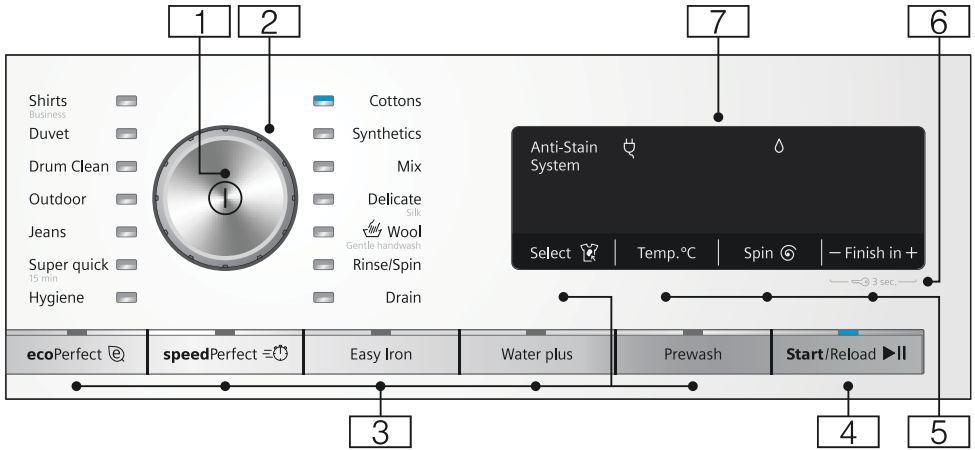 1 2 7 6
Shirts
Business
Duvet
Drum Clean
Outdoor
Jeans
Super quick
15 min
Hygiene
Cottons
Synthetics
Mix
Delicate
Silk
Wool
Gentle handwash
Rinse/Spin
Drain
Anti-Stain
System
Select Temp.°C Spin – Finish in +
3 sec.
ecoPerfect e speedPerfect Easy Iron Water plus Prewash Start/Reload
3 4 5